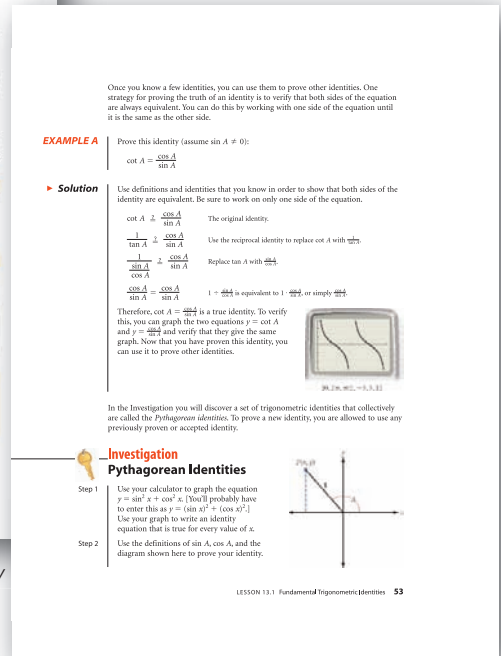 Once you know a few identities, you can use them to prove other identities. One
strategy for proving the truth of an identity is to verify that both sides of the equation
are always equivalent. You can do this by working with one side of the equation until
it is the same as the other side.
EXAMPLE A
Prove this identity (assume sin A ≠ 0):
cot A = cos A / sin A
▶ Solution
Use definitions and identities that you know in order to show that both sides of the
identity are equivalent. Be sure to work on only one side of the equation.
cot A ≟ cos A / sin A The original identity.
1 / tan A ≟ cos A / sin A Use the reciprocal identity to replace cot A with 1 / tan A.
1 / (sin A / cos A) ≟ cos A / sin A Replace tan A with sin A / cos A.
cos A / sin A = cos A / sin A 1 ÷ sin A / cos A is equivalent to 1 · cos A / sin A, or simply cos A / sin A.
Therefore, cot A = cos A / sin A is a true identity. To verify
this, you can graph the two equations y = cot A
and y = cos A / sin A and verify that they give the same
graph. Now that you have proven this identity, you
can use it to prove other identities.
In the Investigation you will discover a set of trigonometric identities that collectively
are called the Pythagorean identities. To prove a new identity, you are allowed to use any
previously proven or accepted identity.
Investigation
Pythagorean Identities
Step 1
Use your calculator to graph the equation
y = sin² x + cos² x. [You'll probably have
to enter this as y = (sin x)² + (cos x)².]
Use your graph to write an identity
equation that is true for every value of x.
Step 2
Use the definitions of sin A, cos A, and the
diagram shown here to prove your identity.
A
LESSON 13.1 Fundamental Trigonometric Identities 53